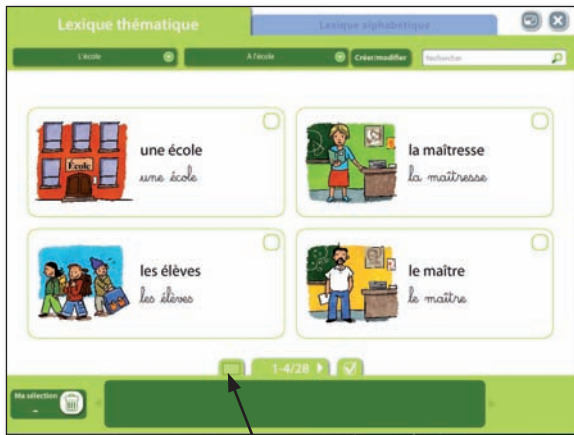 Lexique thématique
Lexique alphabétique
L'école
A l'école
Créer/modifier
Rechercher
une école
une école
École
la maîtresse
la maîtresse
les élèves
les élèves
le maître
le maître
1-4/28
Ma sélection